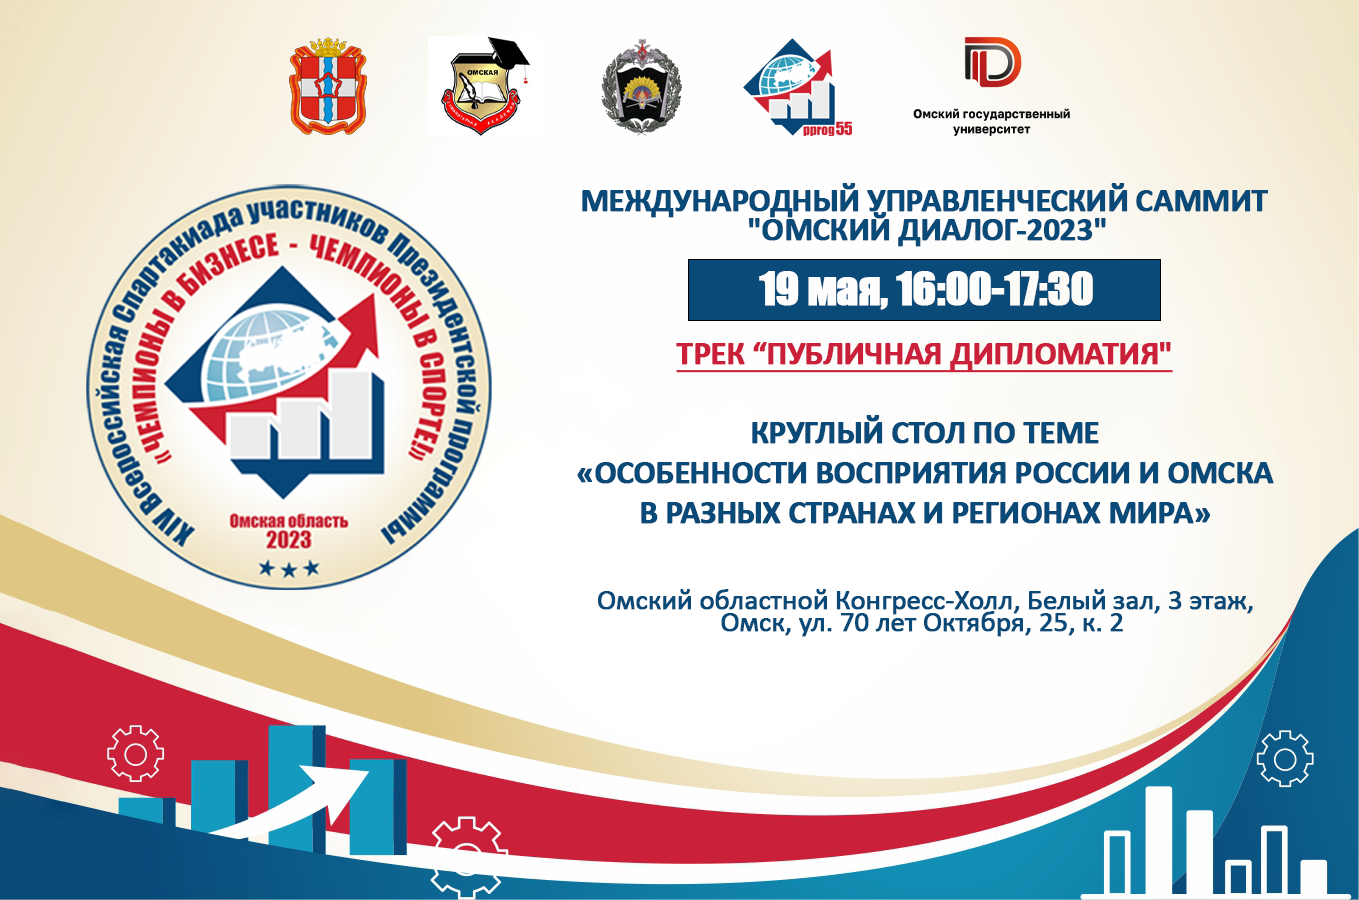 ОМСКАЯ
pprog55
Омский государственный
университет
XIV Всероссийская Спартакиада участников Президентской программы
«ЧЕМПИОНЫ В БИЗНЕСЕ - ЧЕМПИОНЫ В СПОРТЕ!»
Омская область
2023
МЕЖДУНАРОДНЫЙ УПРАВЛЕНЧЕСКИЙ САММИТ
"ОМСКИЙ ДИАЛОГ-2023"
19 мая, 16:00-17:30
ТРЕК “ПУБЛИЧНАЯ ДИПЛОМАТИЯ"
КРУГЛЫЙ СТОЛ ПО ТЕМЕ
«ОСОБЕННОСТИ ВОСПРИЯТИЯ РОССИИ И ОМСКА
В РАЗНЫХ СТРАНАХ И РЕГИОНАХ МИРА»
Омский областной Конгресс-Холл, Белый зал, 3 этаж,
Омск, ул. 70 лет Октября, 25, к. 2